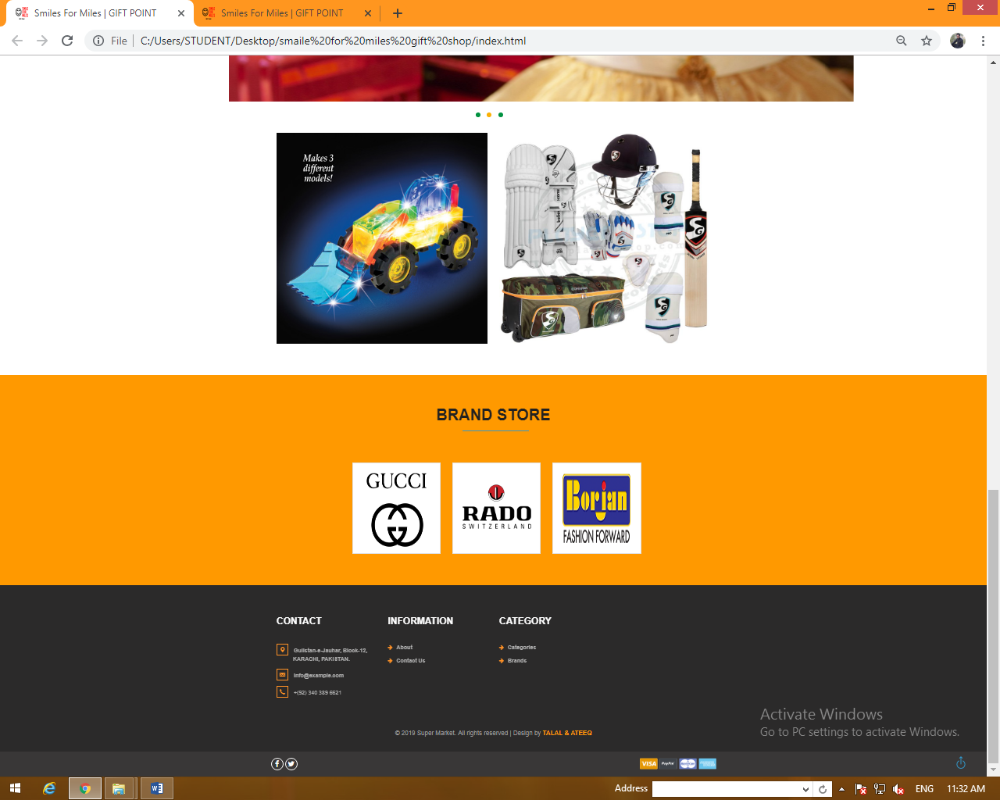 Smiles For Miles | GIFT POINT
Smiles For Miles | GIFT POINT
File
C:/Users/STUDENT/Desktop/smaile%20for%20miles%20gift%20shop/index.html
Makes 3
different
models!
SG
BRAND STORE
GUCCI
RADO
SWITZERLAND
Borjan
FASHION FORWARD
CONTACT
Gulistan-e-Jauhar, Block-12,
KARACHI, PAKISTAN.
info@example.com
+(92) 340 389 6621
INFORMATION
About
Contact Us
CATEGORY
Categories
Brands
© 2019 Super Market. All rights reserved | Design by TALAL & ATEEQ
Activate Windows
Go to PC settings to activate Windows.
VISA
PayPal
Address
ENG
11:32 AM